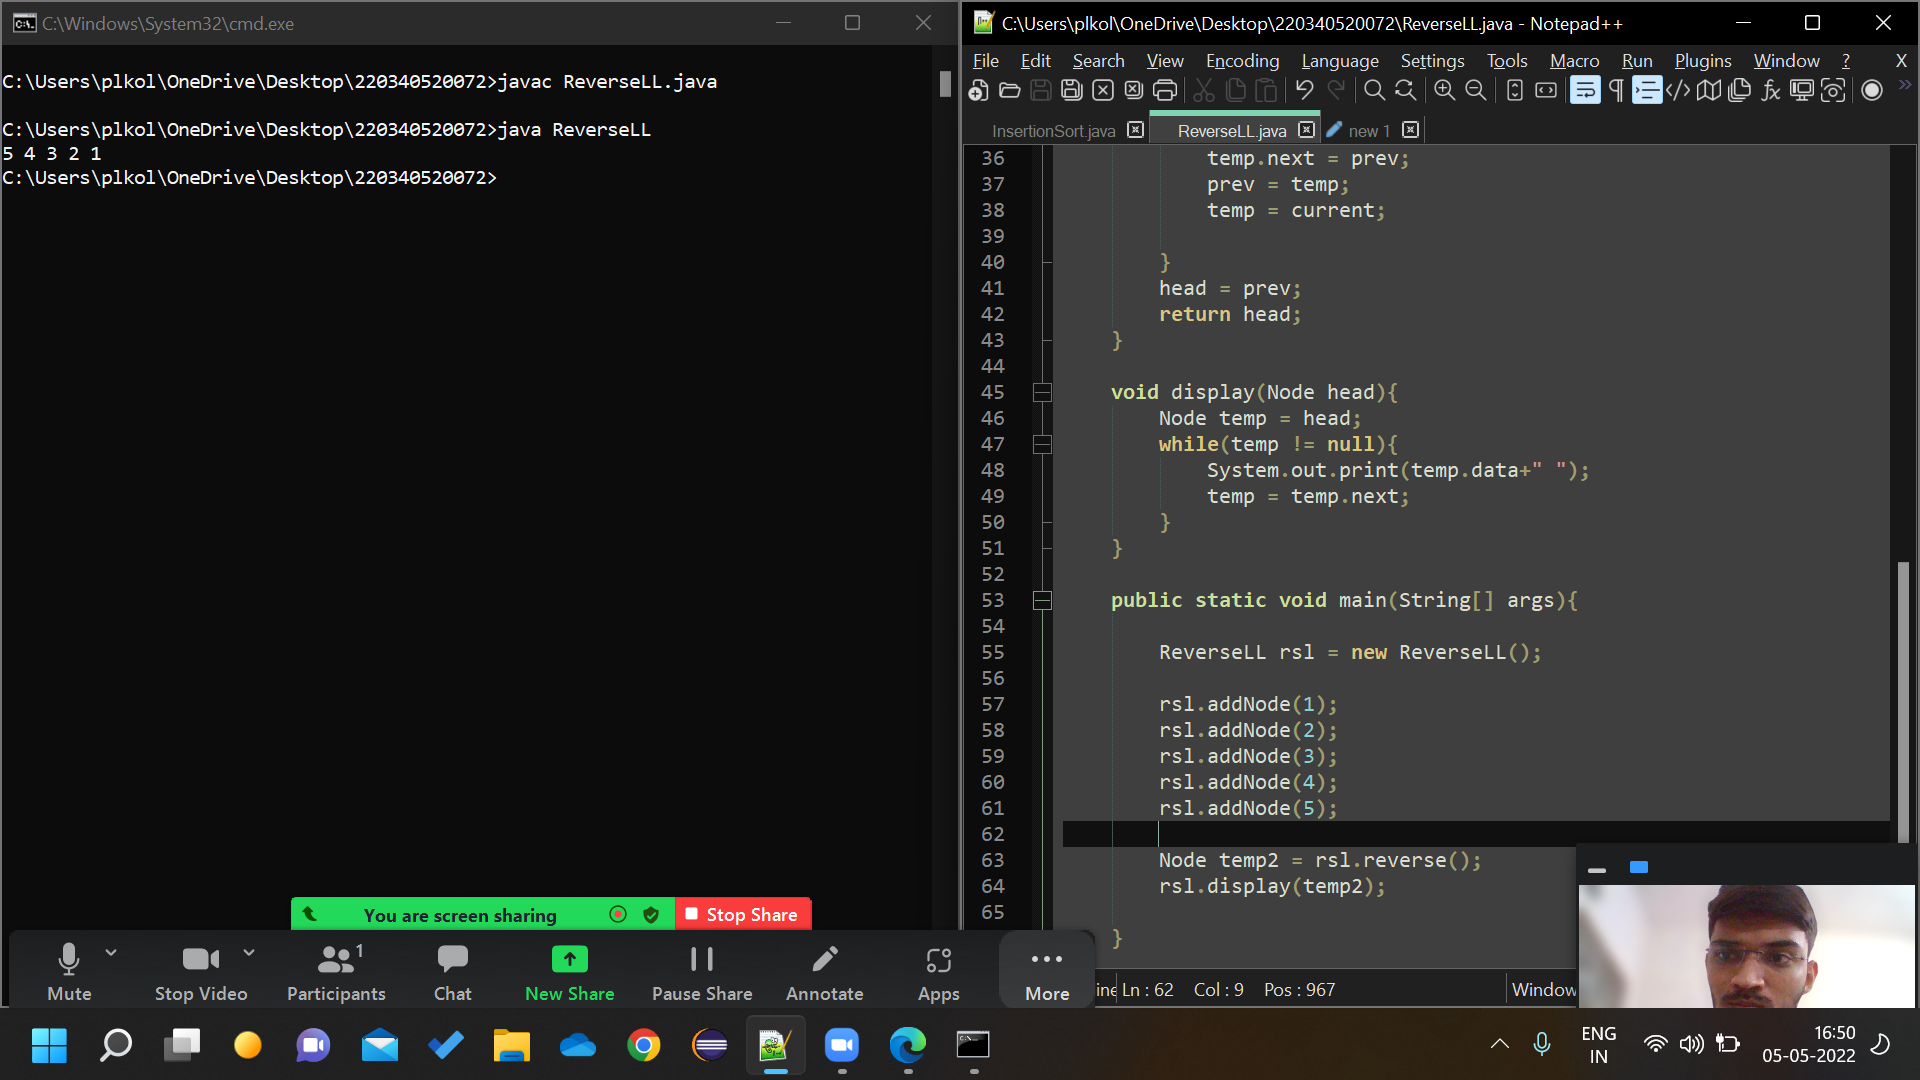 C:\Windows\System32\cmd.exe
C:\Users\plkol\OneDrive\Desktop\220340520072>javac ReverseLL.java
C:\Users\plkol\OneDrive\Desktop\220340520072>java ReverseLL
5 4 3 2 1
C:\Users\plkol\OneDrive\Desktop\220340520072>
C:\Users\plkol\OneDrive\Desktop\220340520072\ReverseLL.java - Notepad++
File Edit Search View Encoding Language Settings Tools Macro Run Plugins Window ? X
InsertionSort.java ReverseLL.java new 1
36 temp.next = prev;
37 prev = temp;
38 temp = current;
39
40 }
41 head = prev;
42 return head;
43 }
44
45 void display(Node head){
46 Node temp = head;
47 while(temp != null){
48 System.out.print(temp.data+" ");
49 temp = temp.next;
50 }
51 }
52
53 public static void main(String[] args){
54
55 ReverseLL rsl = new ReverseLL();
56
57 rsl.addNode(1);
58 rsl.addNode(2);
59 rsl.addNode(3);
60 rsl.addNode(4);
61 rsl.addNode(5);
62
63 Node temp2 = rsl.reverse();
64 rsl.display(temp2);
65
}
Ln : 62 Col : 9 Pos : 967 Window
You are screen sharing Stop Share
1
Mute Stop Video Participants Chat New Share Pause Share Annotate Apps More
ENG
IN
16:50
05-05-2022